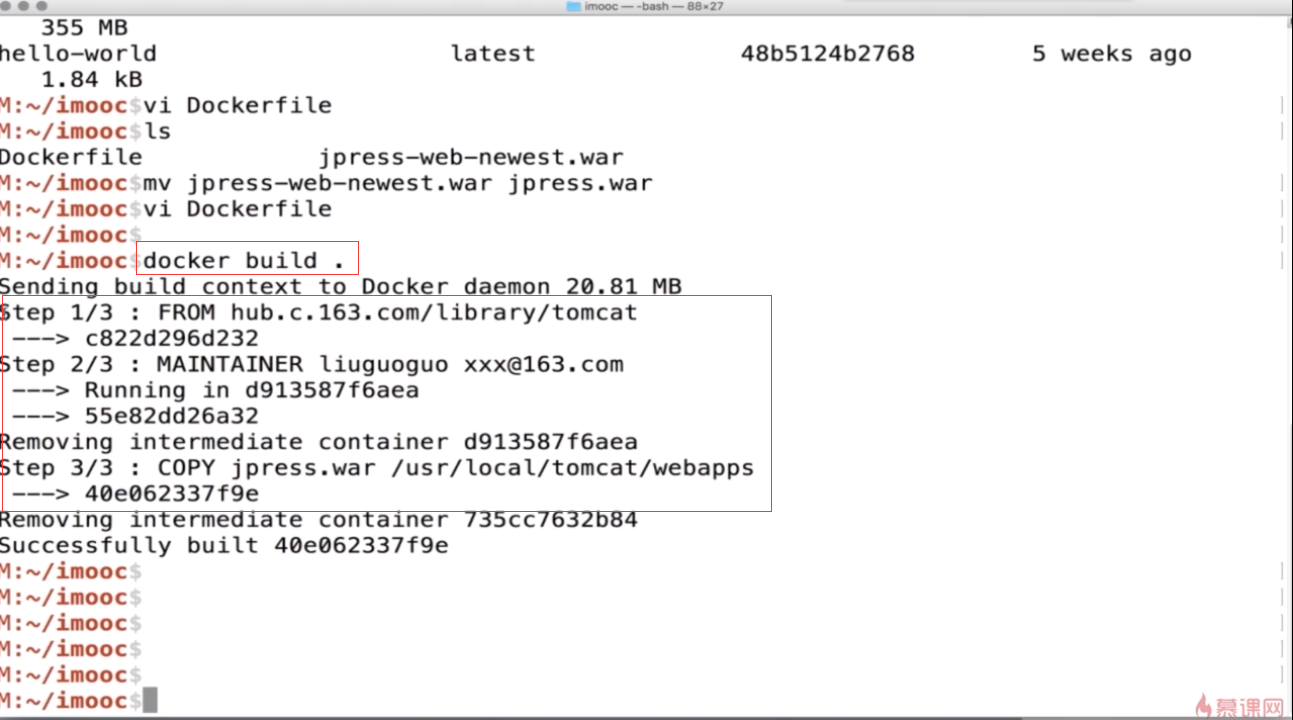 imooc — -bash — 88×27
355 MB
hello-world latest 48b5124b2768 5 weeks ago
1.84 kB
M:~/imooc$vi Dockerfile
M:~/imooc$ls
Dockerfile jpress-web-newest.war
M:~/imooc$mv jpress-web-newest.war jpress.war
M:~/imooc$vi Dockerfile
M:~/imooc$
M:~/imooc$docker build .
Sending build context to Docker daemon 20.81 MB
Step 1/3 : FROM hub.c.163.com/library/tomcat
---> c822d296d232
Step 2/3 : MAINTAINER liuguoguo xxx@163.com
---> Running in d913587f6aea
---> 55e82dd26a32
Removing intermediate container d913587f6aea
Step 3/3 : COPY jpress.war /usr/local/tomcat/webapps
---> 40e062337f9e
Removing intermediate container 735cc7632b84
Successfully built 40e062337f9e
M:~/imooc$
M:~/imooc$
M:~/imooc$
M:~/imooc$
M:~/imooc$
M:~/imooc$
慕课网